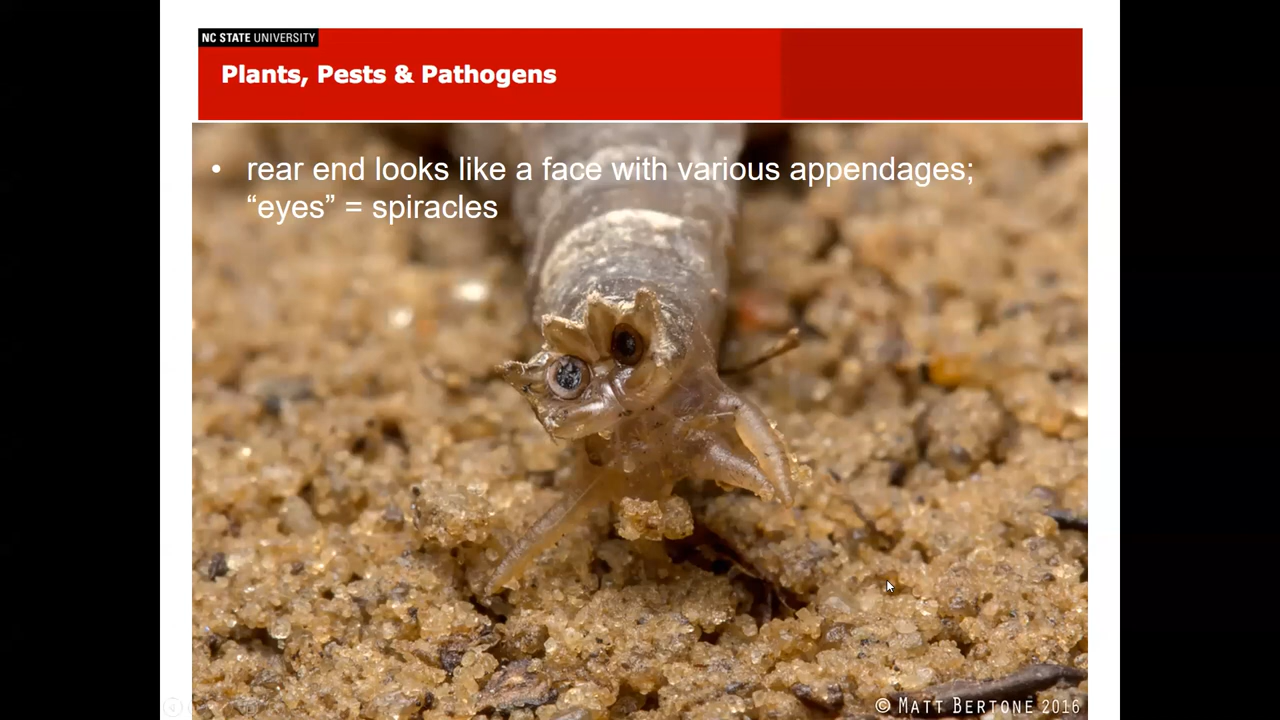 NC STATE UNIVERSITY
Plants, Pests & Pathogens
• rear end looks like a face with various appendages;
“eyes” = spiracles
© MATT BERTONE 2016